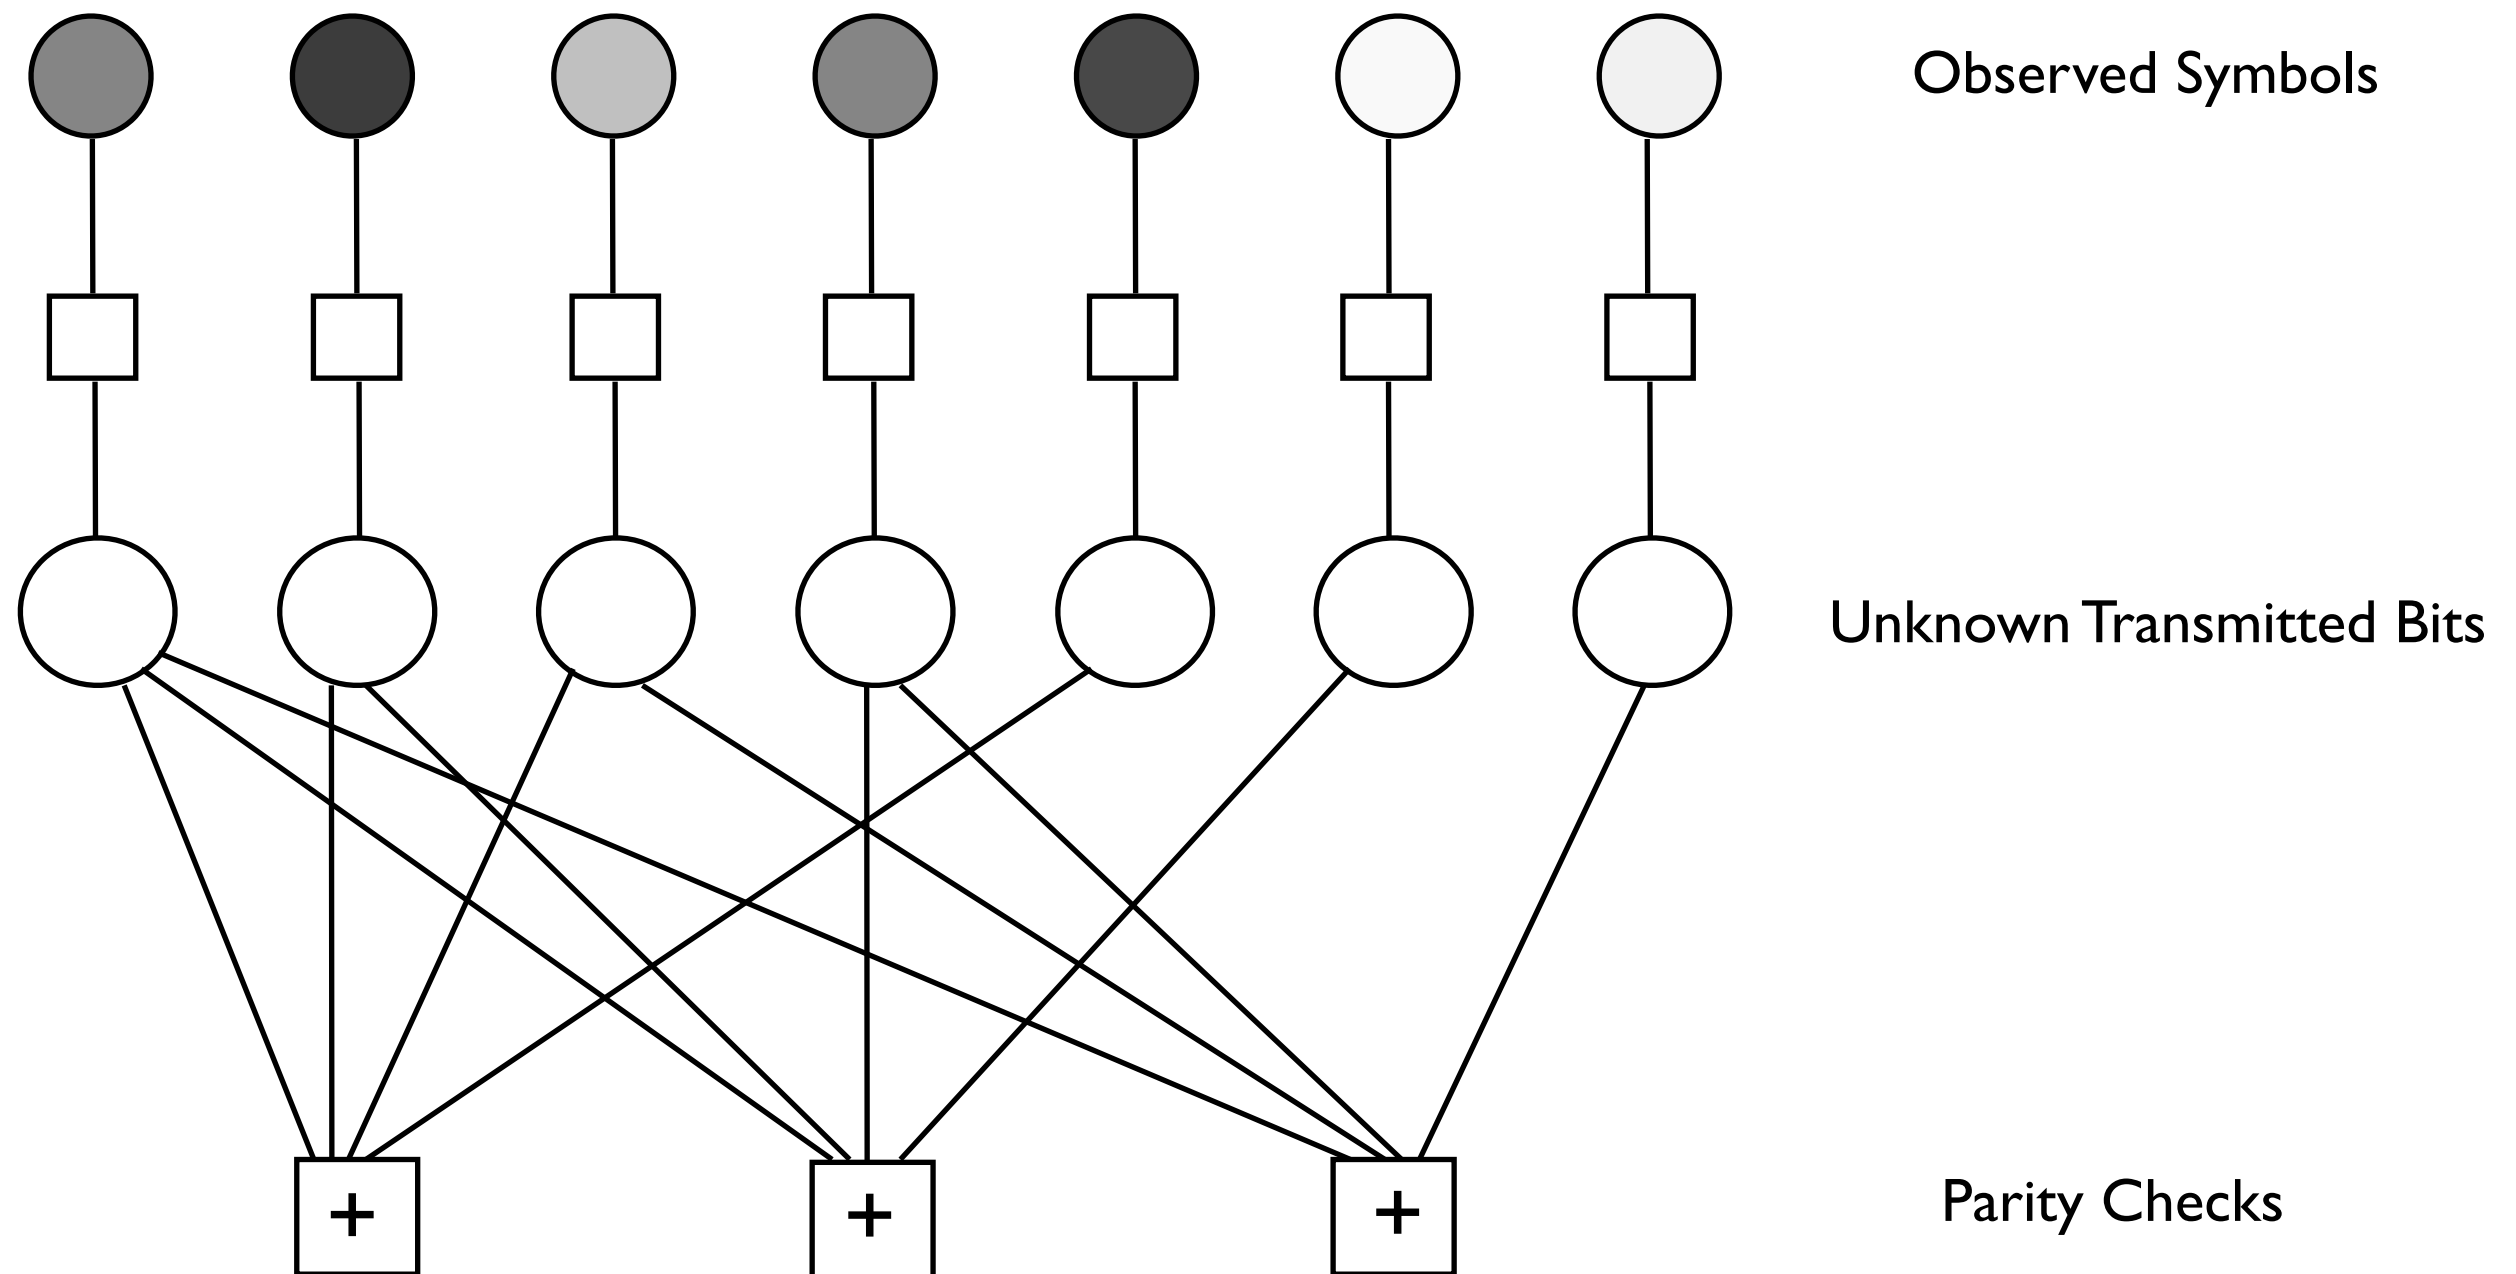 Observed Symbols
Unknown Transmitted Bits
+ + +
Parity Checks